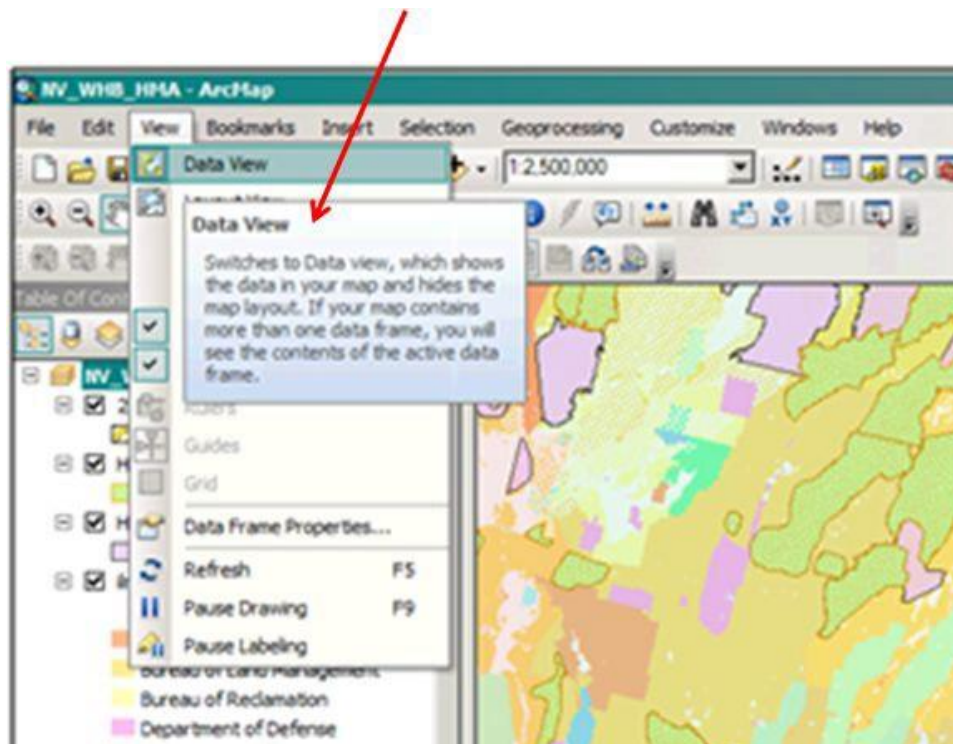 NV_WHB_HMA - ArcMap
File Edit View Bookmarks Insert Selection Geoprocessing Customize Windows Help
Data View
1:2,500,000
Layout View
Data View
Switches to Data view, which shows
the data in your map and hides the
map layout. If your map contains
more than one data frame, you will
see the contents of the active data
frame.
Table Of Cont
NV_
2
H
H
Rulers
Guides
Grid
Data Frame Properties...
Refresh F5
Pause Drawing F9
Pause Labeling
Bureau of Land Management
Bureau of Reclamation
Department of Defense